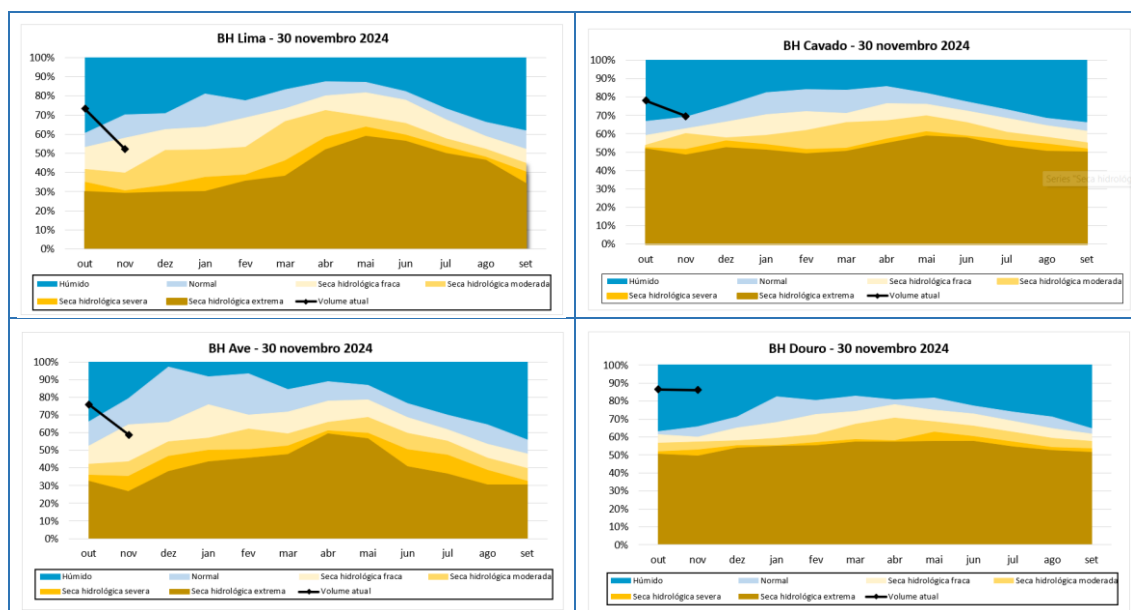 BH Lima - 30 novembro 2024
100%
90%
80%
70%
60%
50%
40%
30%
20%
10%
0%
out nov dez jan fev mar abr mai jun jul ago set
Húmido Normal Seca hidrológica fraca Seca hidrológica moderada
Seca hidrológica severa Seca hidrológica extrema Volume atual
BH Cavado - 30 novembro 2024
100%
90%
80%
70%
60%
50%
40%
30%
20%
10%
0%
Series "Seca hidrológ
out nov dez jan fev mar abr mai jun jul ago set
Húmido Normal Seca hidrológica fraca Seca hidrológica moderada
Seca hidrológica severa Seca hidrológica extrema Volume atual
BH Ave - 30 novembro 2024
100%
90%
80%
70%
60%
50%
40%
30%
20%
10%
0%
out nov dez jan fev mar abr mai jun jul ago set
Húmido Normal Seca hidrológica fraca Seca hidrológica moderada
Seca hidrológica severa Seca hidrológica extrema Volume atual
BH Douro - 30 novembro 2024
100%
90%
80%
70%
60%
50%
40%
30%
20%
10%
0%
out nov dez jan fev mar abr mai jun jul ago set
Húmido Normal Seca hidrológica fraca Seca hidrológica moderada
Seca hidrológica severa Seca hidrológica extrema Volume atual